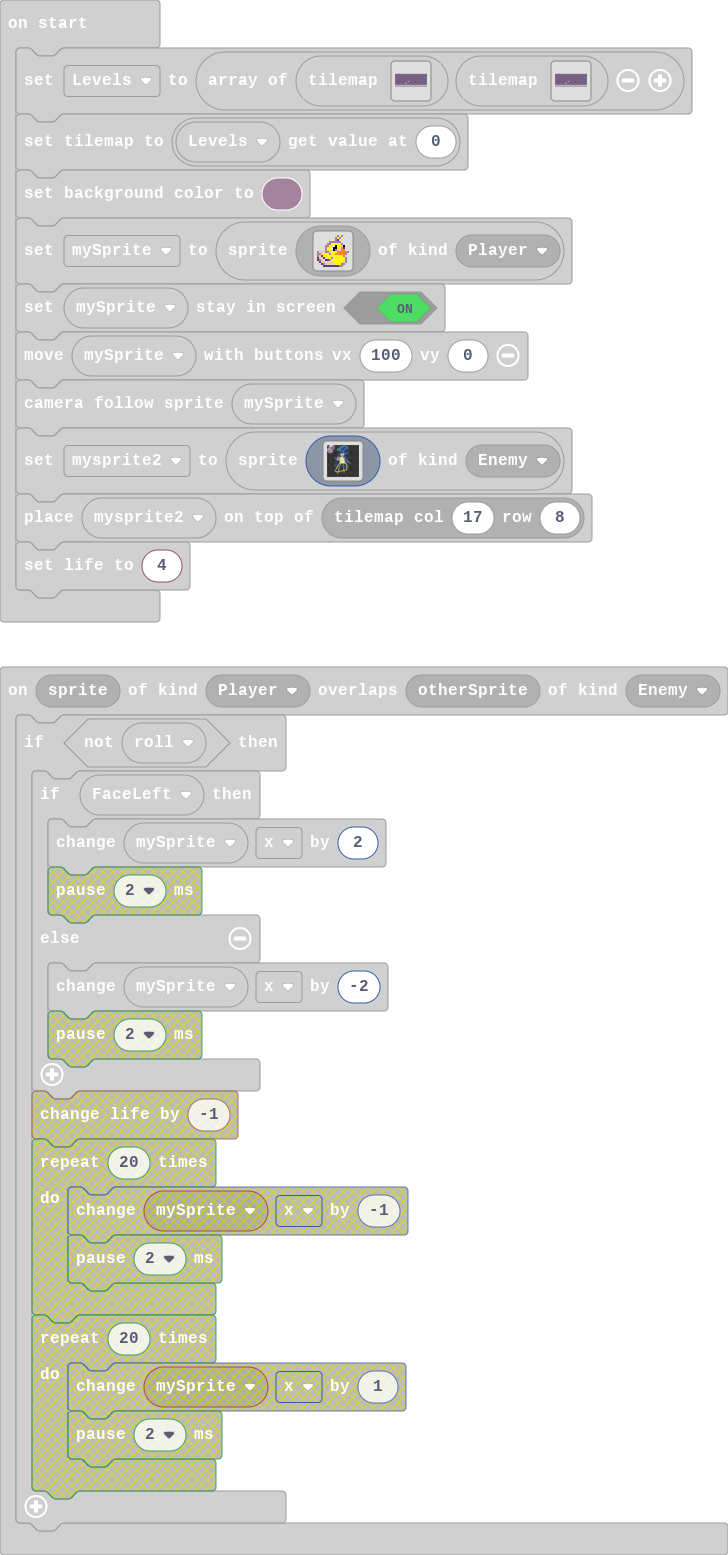 on start
set Levels to array of tilemap tilemap
set tilemap to Levels get value at 0
set background color to
set mySprite to sprite of kind Player
set mySprite stay in screen ON
move mySprite with buttons vx 100 vy 0
camera follow sprite mySprite
set mysprite2 to sprite of kind Enemy
place mysprite2 on top of tilemap col 17 row 8
set life to 4
on sprite of kind Player overlaps otherSprite of kind Enemy
if not roll then
if FaceLeft then
change mySprite x by 2
pause 2 ms
else
change mySprite x by -2
pause 2 ms
change life by -1
repeat 20 times
do change mySprite x by -1
pause 2 ms
repeat 20 times
do change mySprite x by 1
pause 2 ms